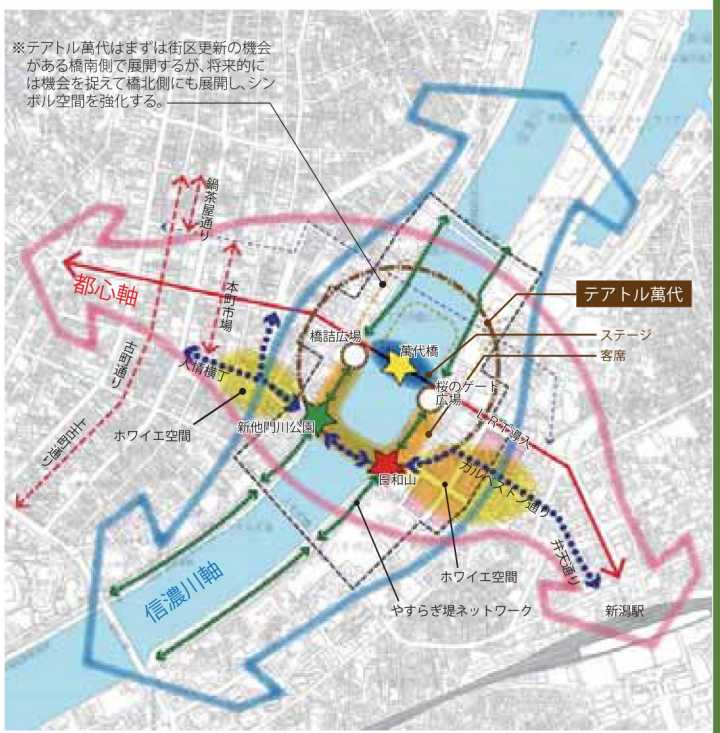 ※テアトル萬代はまずは街区更新の機会
がある橋南側で展開するが、将来的に
は機会を捉えて橋北側にも展開し、シン
ボル空間を強化する。
鍋茶屋通り
都心軸
本町市場
テアトル萬代
橋詰広場
萬代橋
ステージ
客席
古町通り
人情横丁
桜のゲート
広場
LRT導入
上古町通り
ホワイエ空間
新他門川公園
日和山
ガルベストン通り
弁天通り
ホワイエ空間
信濃川軸
やすらぎ堤ネットワーク
新潟駅